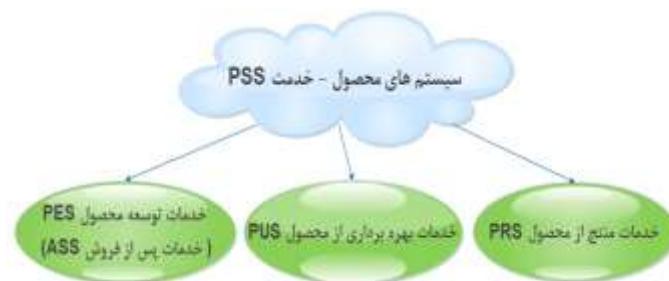 سیستم های محصول - خدمت PSS
خدمات منتج از محصول PRS
خدمات بهره برداری از محصول PUS
خدمات توسعه محصول PES
( خدمات پس از فروش ASS)